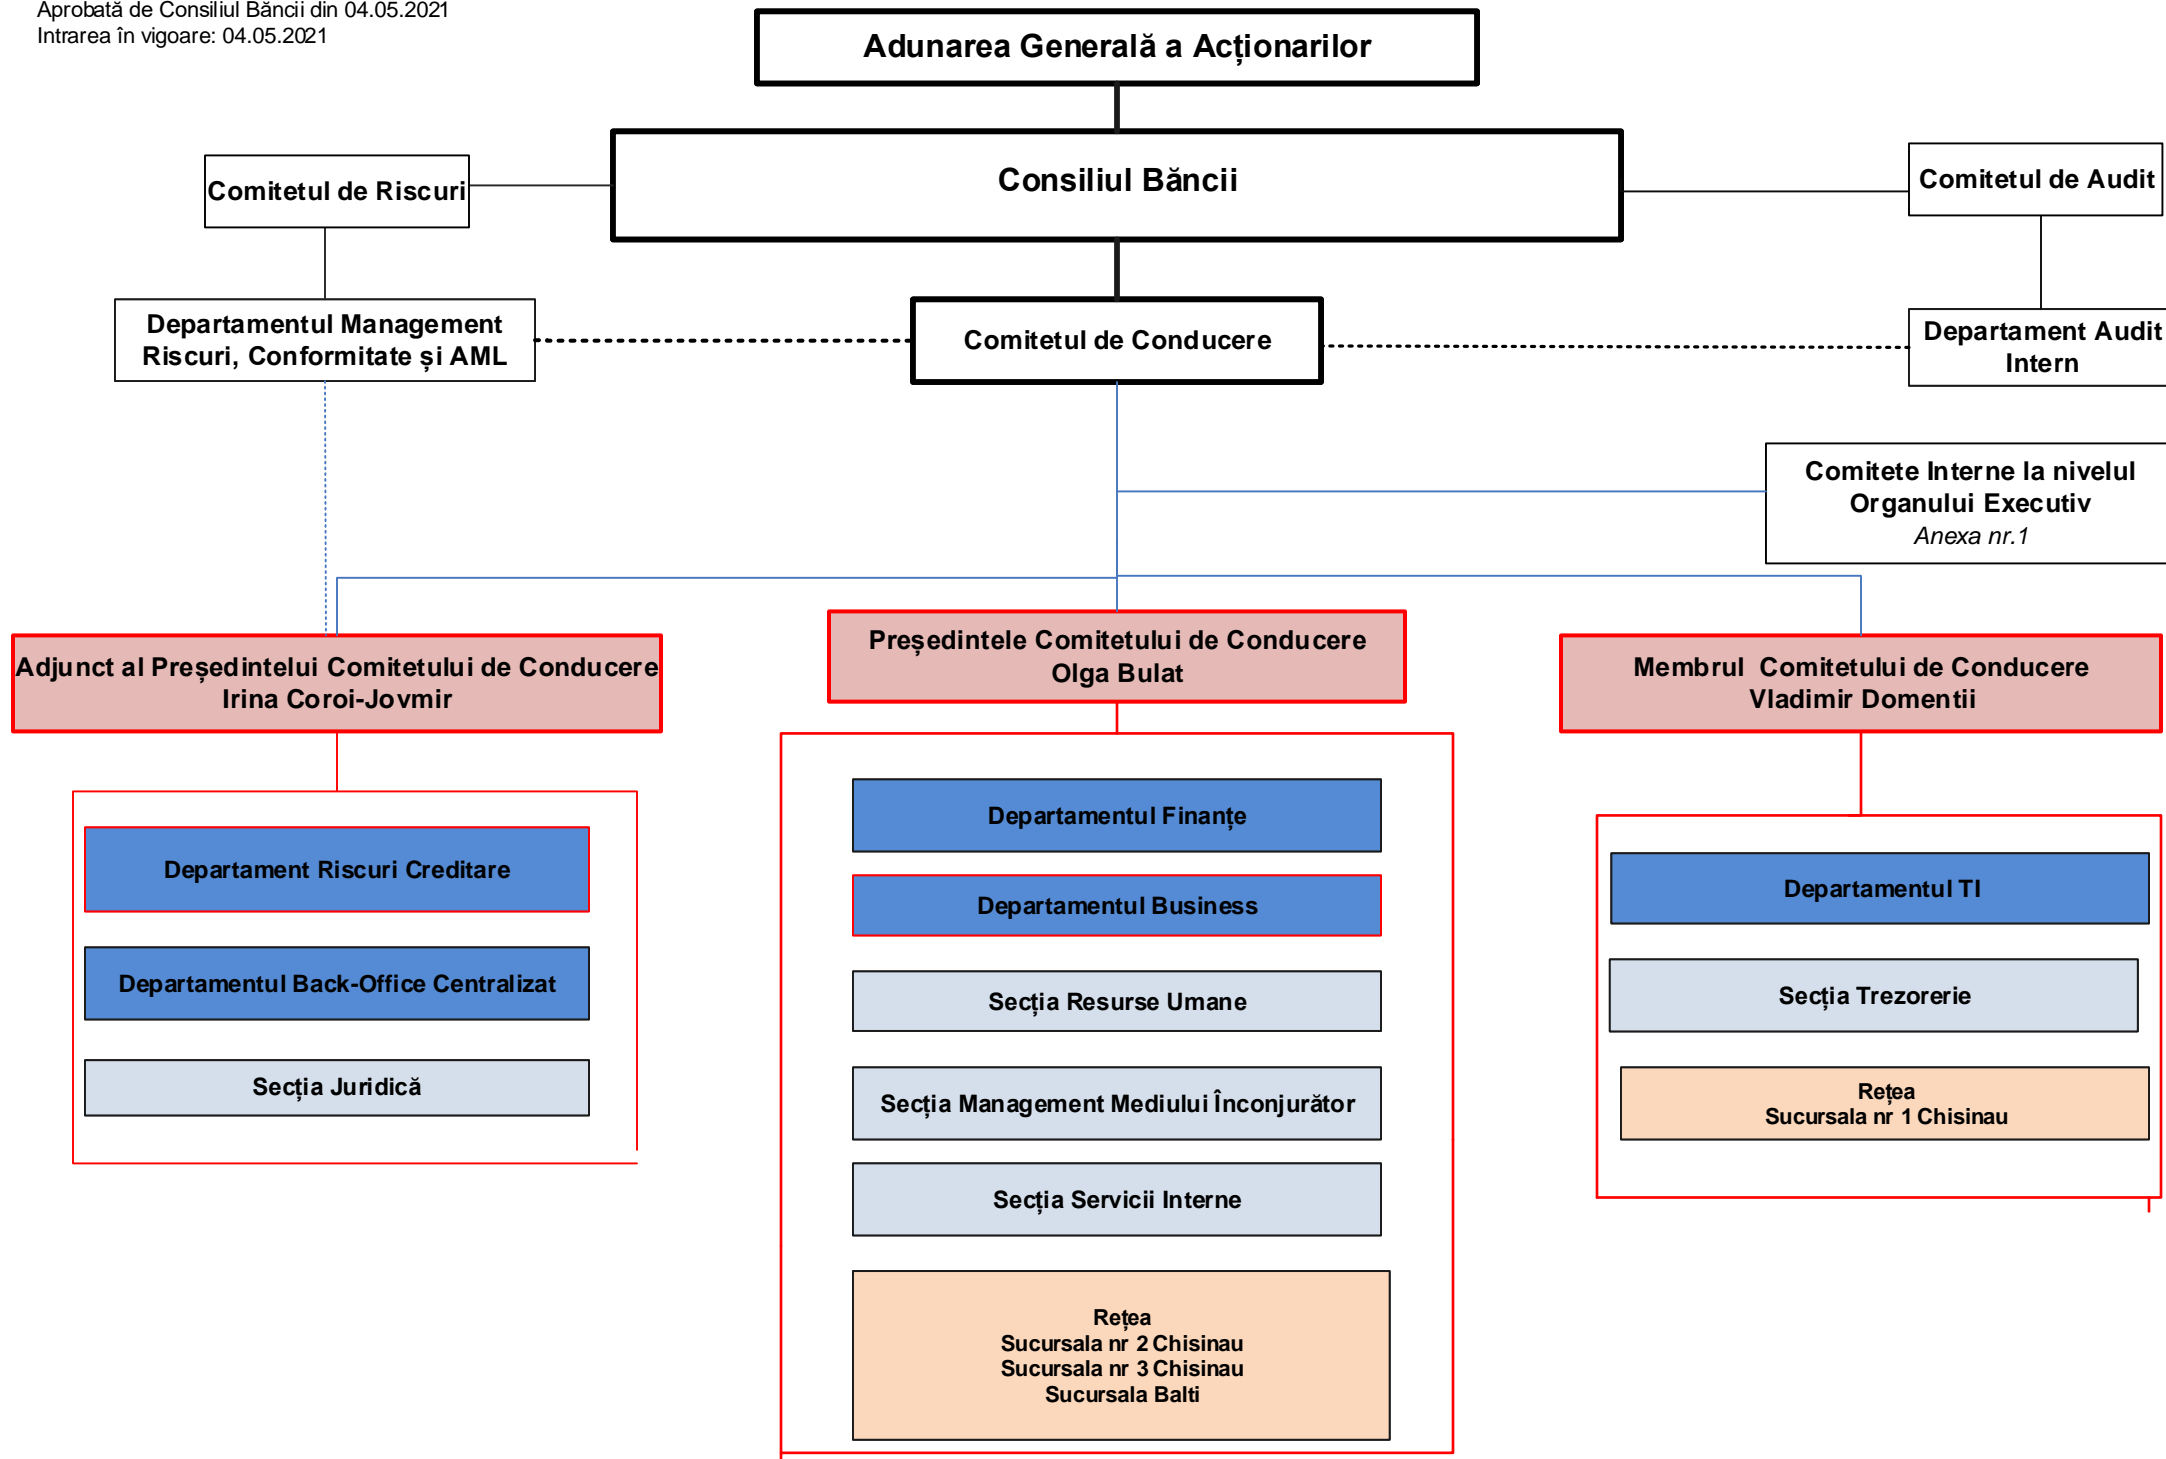 Aprobată de Consiliul Băncii din 04.05.2021
Intrarea în vigoare: 04.05.2021
Adunarea Generală a Acționarilor
Consiliul Băncii
Comitetul de Riscuri
Comitetul de Audit
Departamentul Management
Riscuri, Conformitate și AML
Comitetul de Conducere
Departament Audit
Intern
Comitete Interne la nivelul
Organului Executiv
Anexa nr.1
Adjunct al Președintelui Comitetului de Conducere
Irina Coroi-Jovmir
Președintele Comitetului de Conducere
Olga Bulat
Membrul Comitetului de Conducere
Vladimir Domentii
Departament Riscuri Creditare
Departamentul Back-Office Centralizat
Secția Juridică
Departamentul Finanțe
Departamentul Business
Secția Resurse Umane
Secția Management Mediului Înconjurător
Secția Servicii Interne
Rețea
Sucursala nr 2 Chisinau
Sucursala nr 3 Chisinau
Sucursala Balti
Departamentul TI
Secția Trezorerie
Rețea
Sucursala nr 1 Chisinau